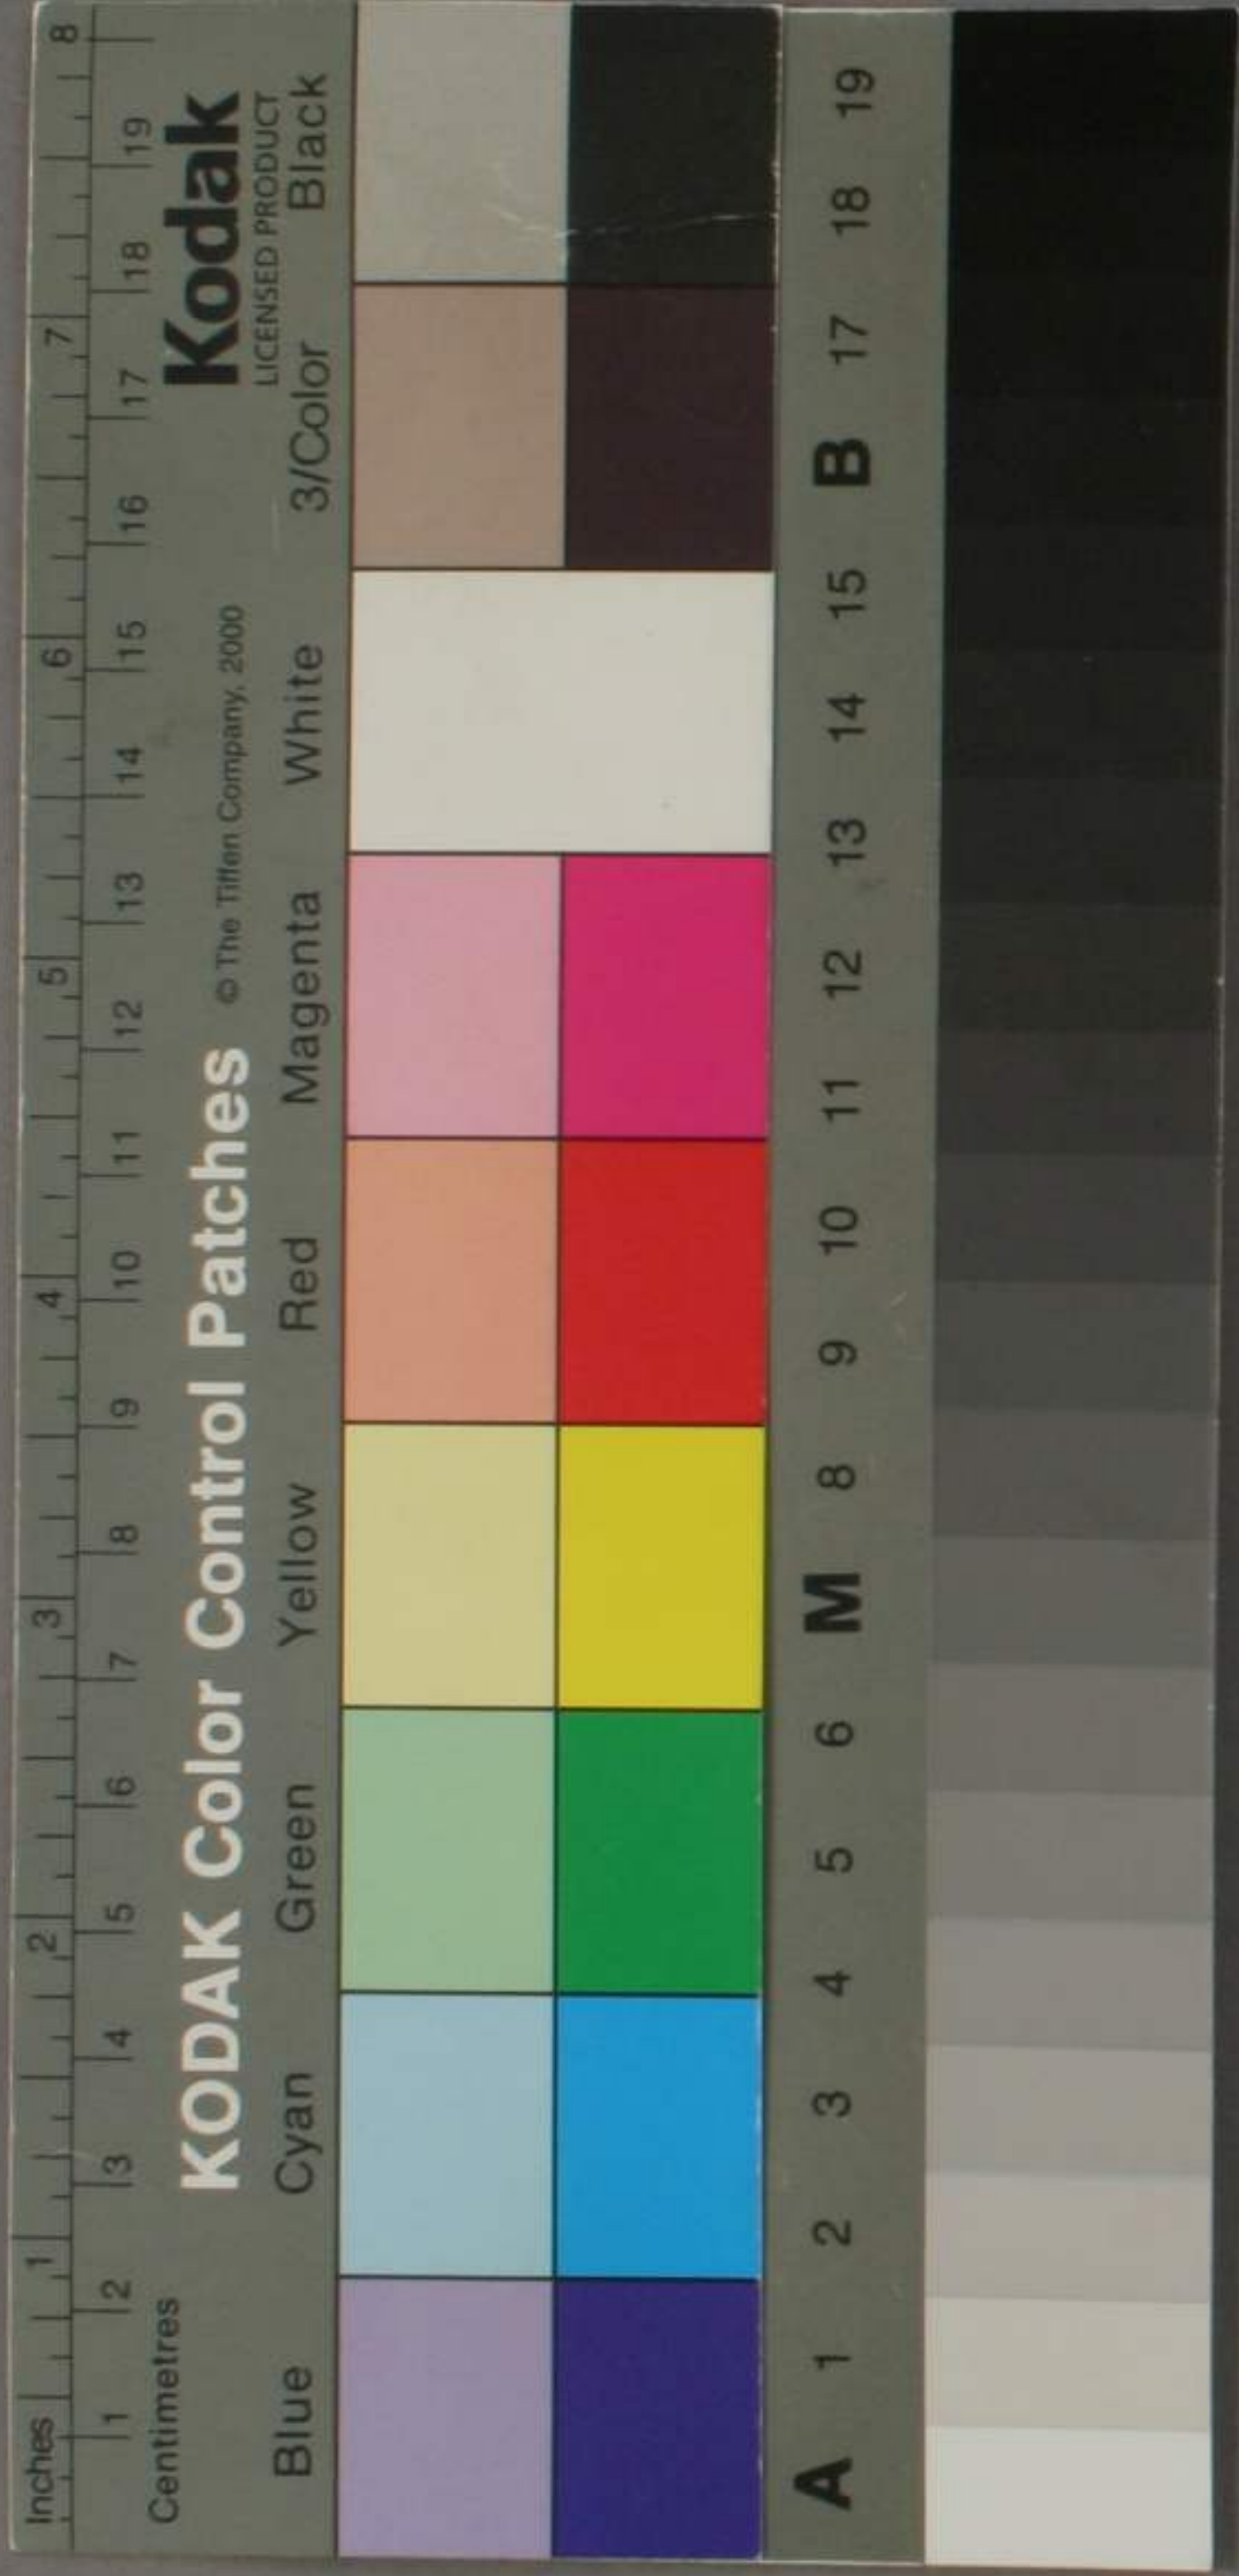 Inches 1 2 3 4 5 6 7 8
1 2 3 4 5 6 7 8 9 10 11 12 13 14 15 16 17 18 19
Centimetres
KODAK Color Control Patches © The Tiffen Company, 2000 Kodak
LICENSED PRODUCT
Blue Cyan Green Yellow Red Magenta White 3/Color Black
A 1 2 3 4 5 6 M 8 9 10 11 12 13 14 15 B 17 18 19